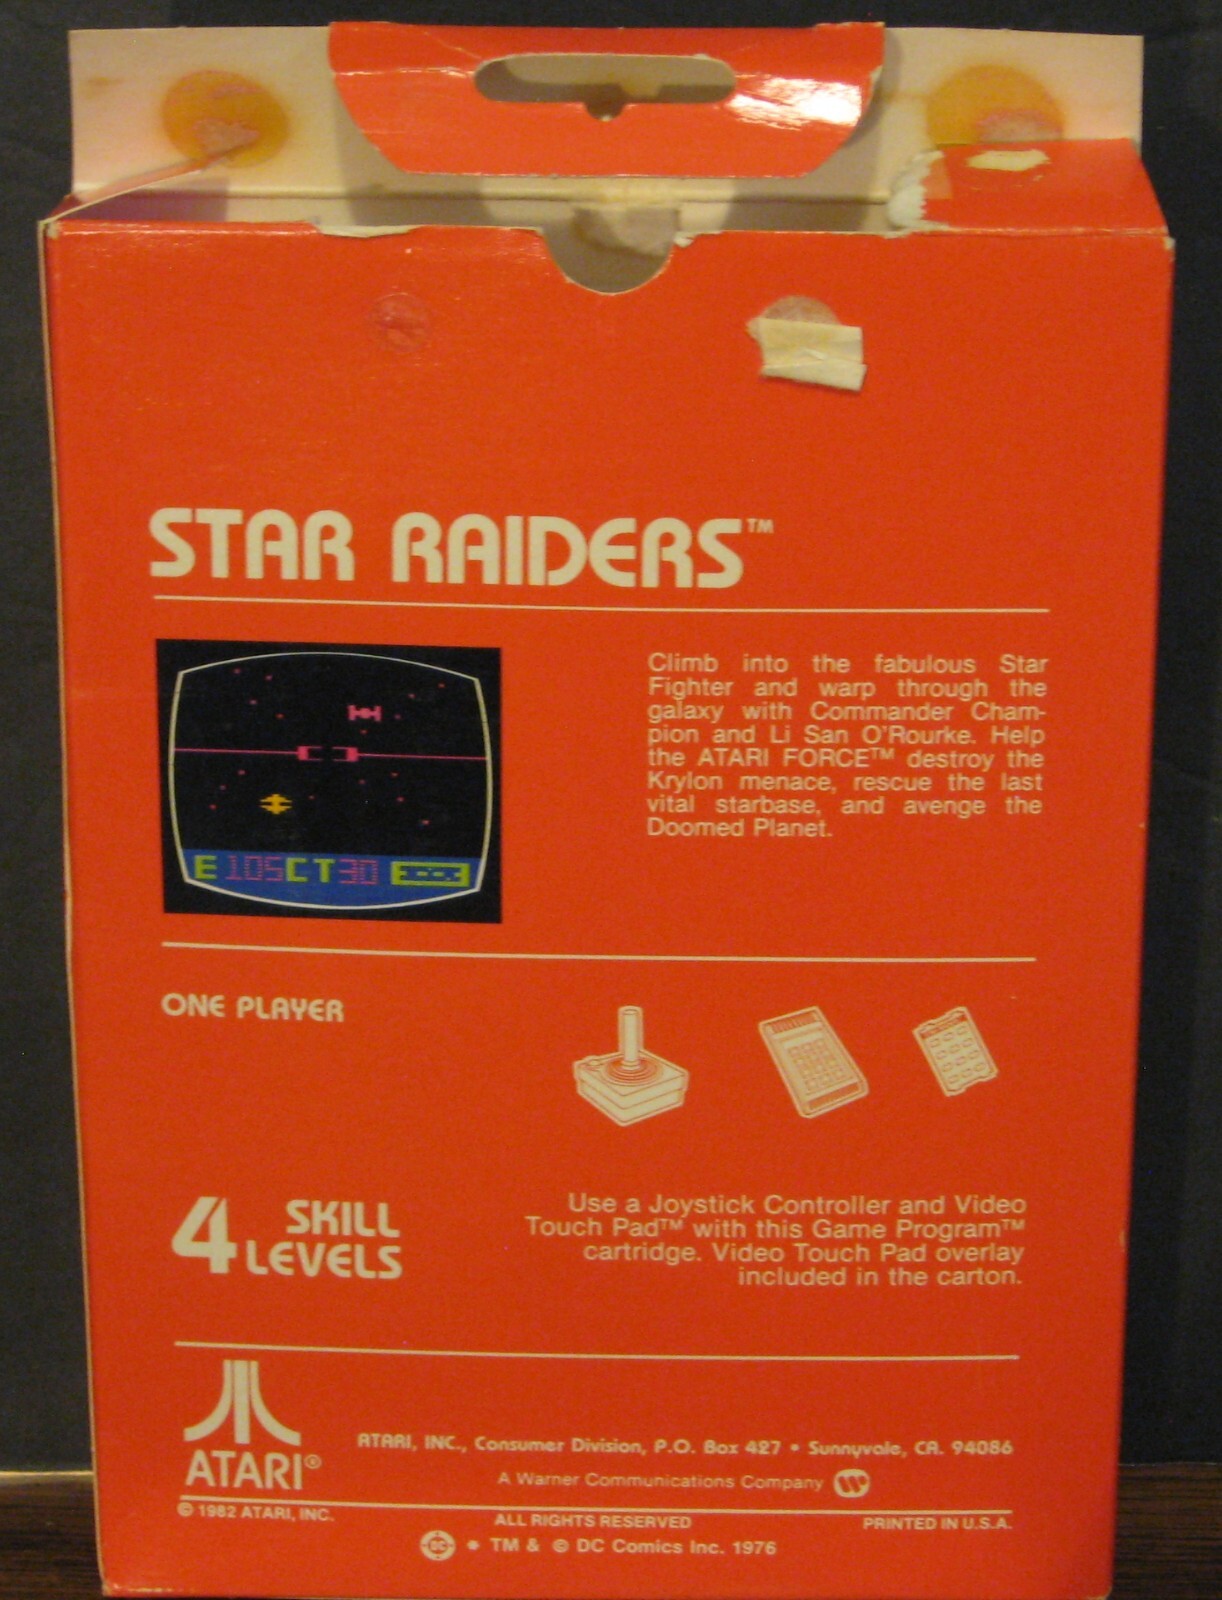 STAR RAIDERS™
Climb into the fabulous Star
Fighter and warp through the
galaxy with Commander Cham-
pion and Li San O'Rourke. Help
the ATARI FORCE™ destroy the
Krylon menace, rescue the last
vital starbase, and avenge the
Doomed Planet.
E 105CT30
ONE PLAYER
4 SKILL
LEVELS
Use a Joystick Controller and Video
Touch Pad™ with this Game Program™
cartridge. Video Touch Pad overlay
included in the carton.
ATARI®
ATARI, INC., Consumer Division, P.O. Box 427 • Sunnyvale, CA. 94086
A Warner Communications Company
© 1982 ATARI, INC.
ALL RIGHTS RESERVED
PRINTED IN U.S.A.
DC • TM & © DC Comics Inc. 1976